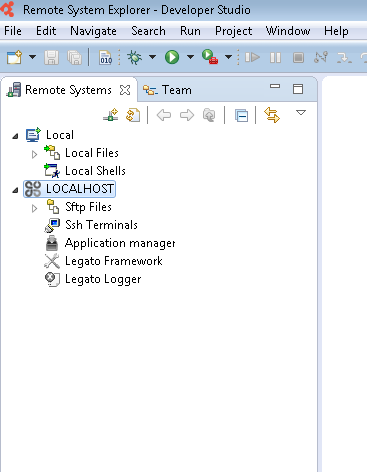 Remote System Explorer - Developer Studio
File Edit Navigate Search Run Project Window Help
010
Remote Systems Team
Local
Local Files
Local Shells
LOCALHOST
Sftp Files
Ssh Terminals
Application manager
Legato Framework
Legato Logger